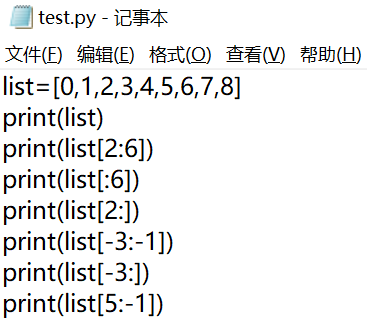 test.py - 记事本
文件(F) 编辑(E) 格式(O) 查看(V) 帮助(H)
list=[0,1,2,3,4,5,6,7,8]
print(list)
print(list[2:6])
print(list[:6])
print(list[2:])
print(list[-3:-1])
print(list[-3:])
print(list[5:-1])